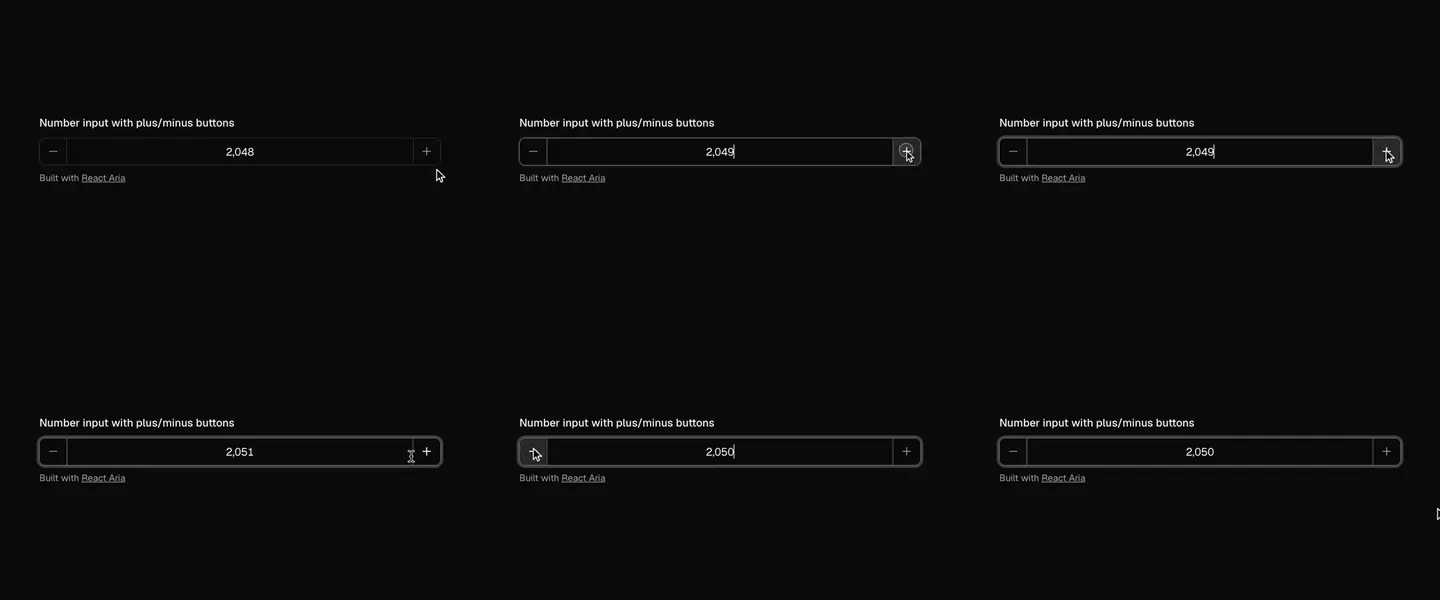 Number input with plus/minus buttons
− 2,048 +
Built with React Aria
Number input with plus/minus buttons
− 2,049 +
Built with React Aria
Number input with plus/minus buttons
− 2,049 +
Built with React Aria
Number input with plus/minus buttons
− 2,051 +
Built with React Aria
Number input with plus/minus buttons
− 2,050 +
Built with React Aria
Number input with plus/minus buttons
− 2,050 +
Built with React Aria